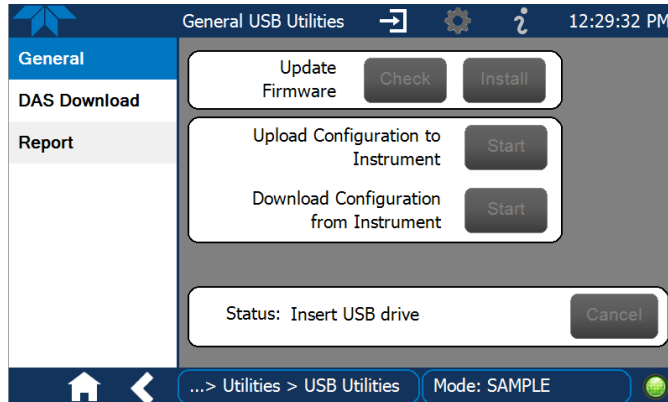 General USB Utilities
12:29:32 PM
General
DAS Download
Report
Update
Firmware
Check
Install
Upload Configuration to
Instrument
Start
Download Configuration
from Instrument
Start
Status: Insert USB drive
Cancel
...> Utilities > USB Utilities
Mode: SAMPLE